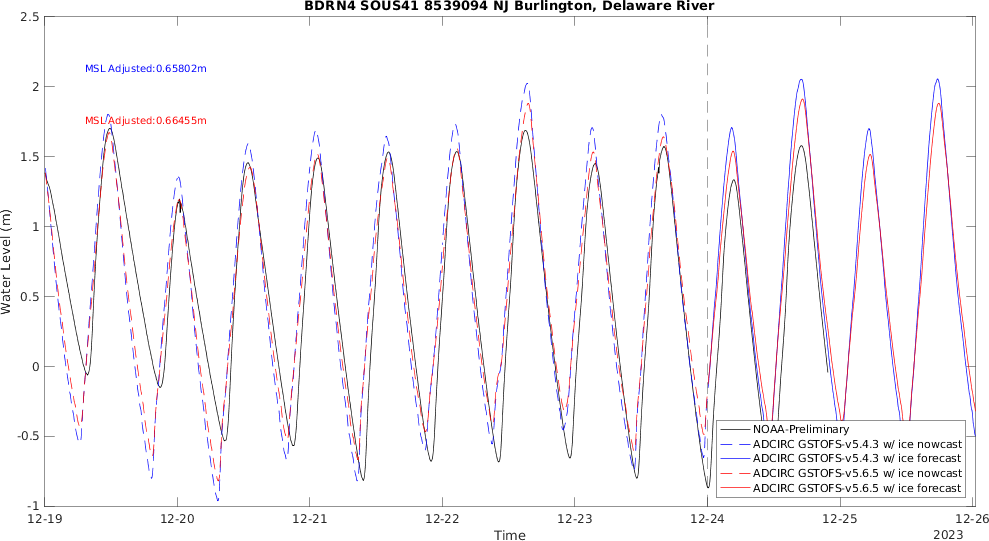 BDRN4 SOUS41 8539094 NJ Burlington, Delaware River
2.5
MSL Adjusted:0.65802m
2
MSL Adjusted:0.66455m
1.5
1
Water Level (m)
0.5
0
-0.5
-1
NOAA-Preliminary
ADCIRC GSTOFS-v5.4.3 w/ ice nowcast
ADCIRC GSTOFS-v5.4.3 w/ ice forecast
ADCIRC GSTOFS-v5.6.5 w/ ice nowcast
ADCIRC GSTOFS-v5.6.5 w/ ice forecast
12-19 12-20 12-21 12-22 12-23 12-24 12-25 12-26
Time
2023